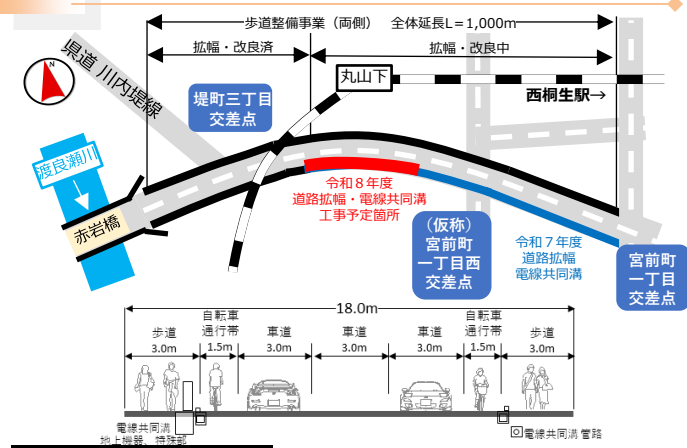 歩道整備事業（両側） 全体延長L＝1,000m
拡幅・改良済
拡幅・改良中
県道 川内堤線
N
丸山下
西桐生駅→
堤町三丁目
交差点
渡良瀬川
赤岩橋
令和８年度
道路拡幅・電線共同溝
工事予定箇所
（仮称）
宮前町
一丁目西
交差点
令和７年度
道路拡幅
電線共同溝
宮前町
一丁目
交差点
18.0m
歩道
3.0m
自転車
通行帯
1.5m
車道
3.0m
車道
3.0m
車道
3.0m
自転車
通行帯
1.5m
歩道
3.0m
電線共同溝
地上機器、特殊部
電線共同溝 管路